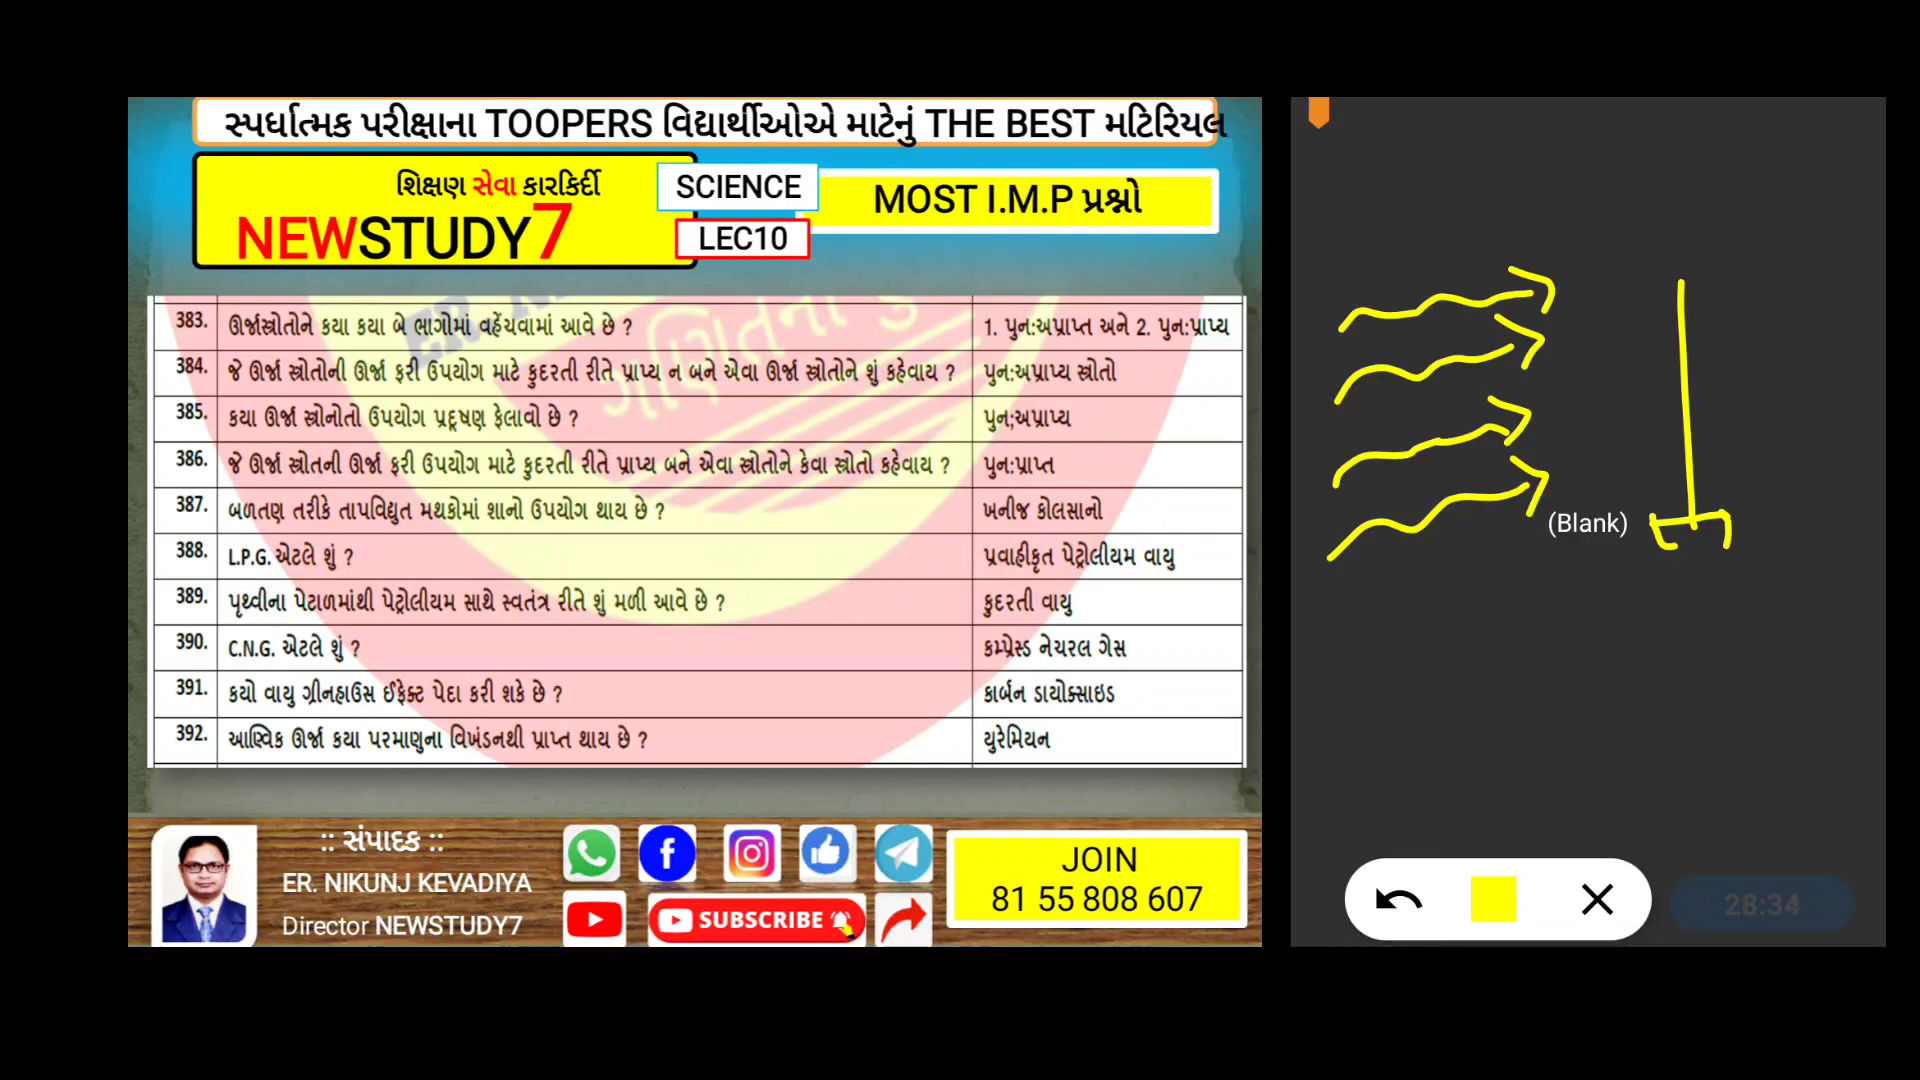 સ્પર્ધાત્મક પરીક્ષાના TOOPERS વિદ્યાર્થીઓએ માટેનું THE BEST મટિરિયલ
શિક્ષણ સેવા કારકિર્દી
NEWSTUDY7
SCIENCE
LEC10
MOST I.M.P પ્રશ્નો
383. ઊર્જાસ્રોતોને કયા કયા બે ભાગોમાં વહેંચવામાં આવે છે ? 1. પુન:અપ્રાપ્ત અને 2. પુન:પ્રાપ્ય
384. જે ઊર્જા સ્રોતોની ઊર્જા ફરી ઉપયોગ માટે કુદરતી રીતે પ્રાપ્ય ન બને એવા ઊર્જા સ્રોતોને શું કહેવાય ? પુન:અપ્રાપ્ય સ્રોતો
385. કયા ઊર્જા સ્રોનોતો ઉપયોગ પ્રદૂષણ ફેલાવો છે ? પુન;અપ્રાપ્ય
386. જે ઊર્જા સ્રોતની ઊર્જા ફરી ઉપયોગ માટે કુદરતી રીતે પ્રાપ્ય બને એવા સ્રોતોને કેવા સ્રોતો કહેવાય ? પુન:પ્રાપ્ત
387. બળતણ તરીકે તાપવિદ્યુત મથકોમાં શાનો ઉપયોગ થાય છે ? ખનીજ કોલસાનો
388. L.P.G. એટલે શું ? પ્રવાહીકૃત પેટ્રોલીયમ વાયુ
389. પૃથ્વીના પેટાળમાંથી પેટ્રોલીયમ સાથે સ્વતંત્ર રીતે શું મળી આવે છે ? કુદરતી વાયુ
390. C.N.G. એટલે શું ? કમ્પ્રેસ્ડ નેચરલ ગેસ
391. કયો વાયુ ગ્રીનહાઉસ ઈફેક્ટ પેદા કરી શકે છે ? કાર્બન ડાયોક્સાઇડ
392. આણ્વિક ઊર્જા કયા પરમાણુના વિખંડનથી પ્રાપ્ત થાય છે ? યુરેમિયન
ગણિતના
(Blank)
:: સંપાદક ::
ER. NIKUNJ KEVADIYA
Director NEWSTUDY7
SUBSCRIBE
JOIN
81 55 808 607
28:34